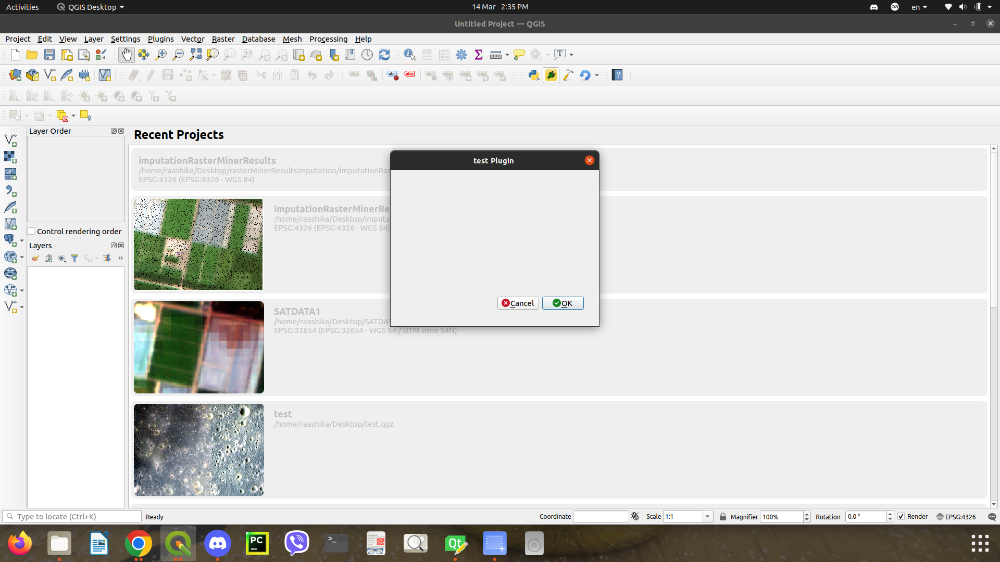 Activities QGIS Desktop 14 Mar 2:35 PM en
Untitled Project — QGIS
Project Edit View Layer Settings Plugins Vector Raster Database Mesh Processing Help
Layer Order
Recent Projects
imputationRasterMinerResults
/home/raashika/Desktop/rasterMinerResultsImputation/imputationRas
EPSG:4326 (EPSG:4326 - WGS 84)
test Plugin
imputationRasterMinerRe
/home/raashika/Desktop/imputa
EPSG:4326 (EPSG:4326 - WGS 84)
Control rendering order
Layers
Cancel OK
SATDATA1
/home/raashika/Desktop/SATDAT
EPSG:32654 (EPSG:32654 - WGS 84 / UTM zone 54N)
test
/home/raashika/Desktop/test.qgz
Type to locate (Ctrl+K) Ready Coordinate Scale 1:1 Magnifier 100% Rotation 0.0 ° Render EPSG:4326
PC
Qt